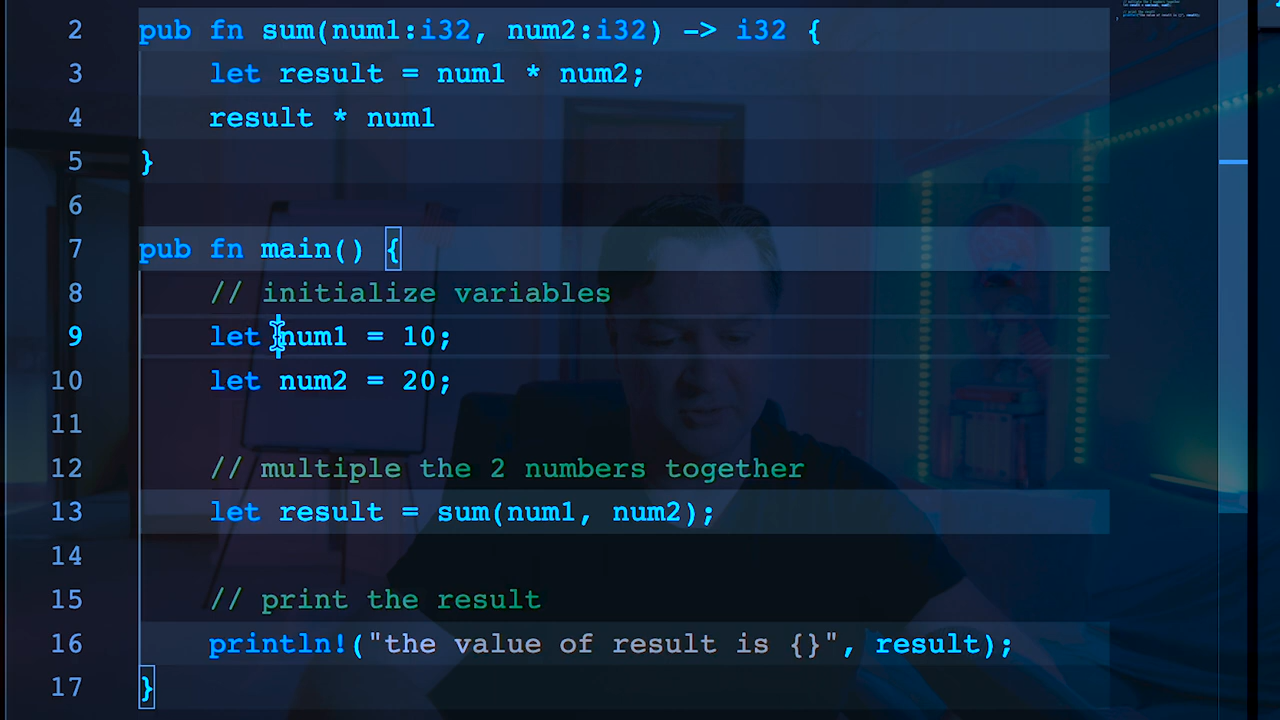 2 pub fn sum(num1:i32, num2:i32) -> i32 {
3 let result = num1 * num2;
4 result * num1
5 }
6
7 pub fn main() {
8 // initialize variables
9 let num1 = 10;
10 let num2 = 20;
11
12 // multiple the 2 numbers together
13 let result = sum(num1, num2);
14
15 // print the result
16 println!("the value of result is {}", result);
17 }